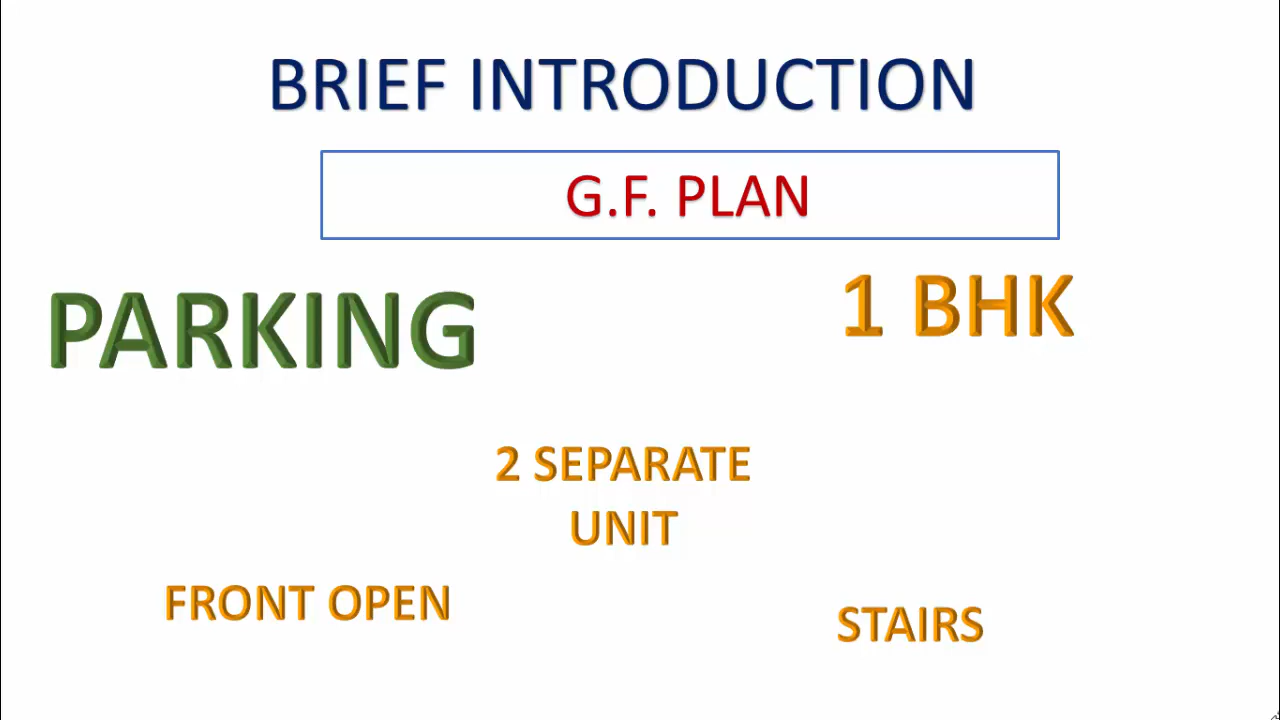 BRIEF INTRODUCTION
G.F. PLAN
PARKING
1 BHK
2 SEPARATE
UNIT
FRONT OPEN
STAIRS